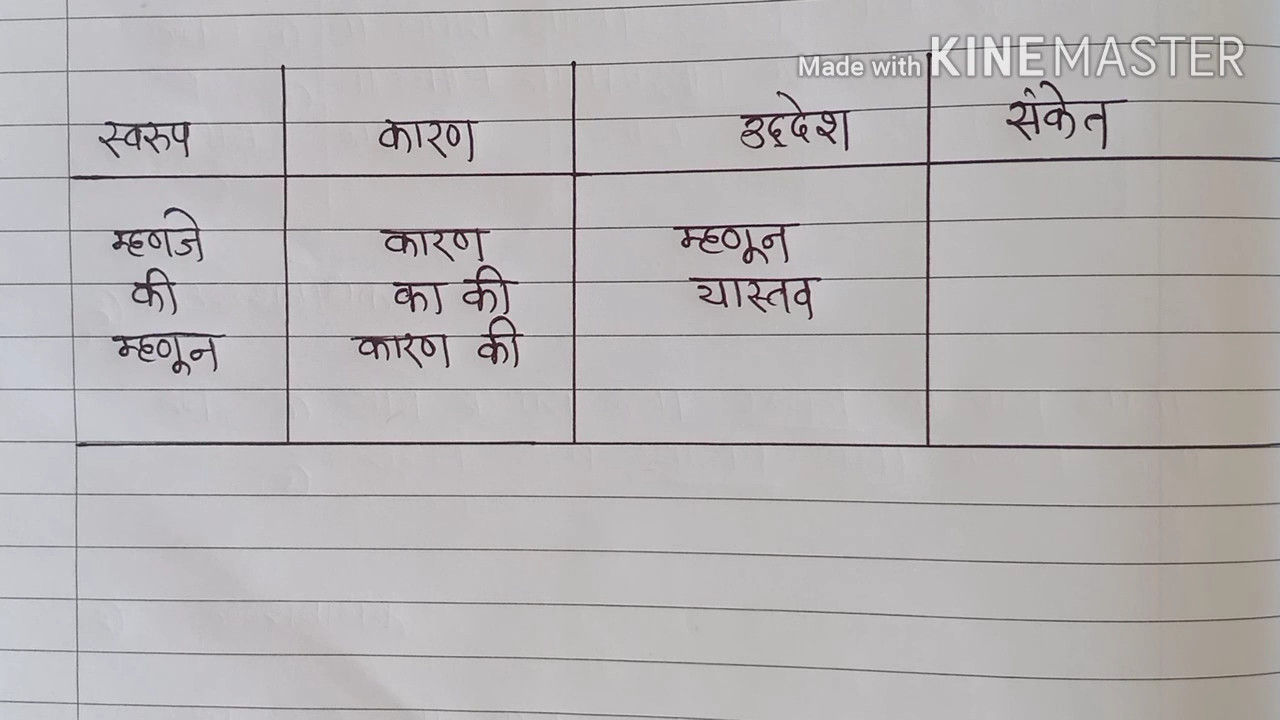 Made with KINEMASTER
स्वरुप कारण उद्देश संकेत
म्हणजे कारण म्हणून
की का की यास्तव
म्हणून कारण की